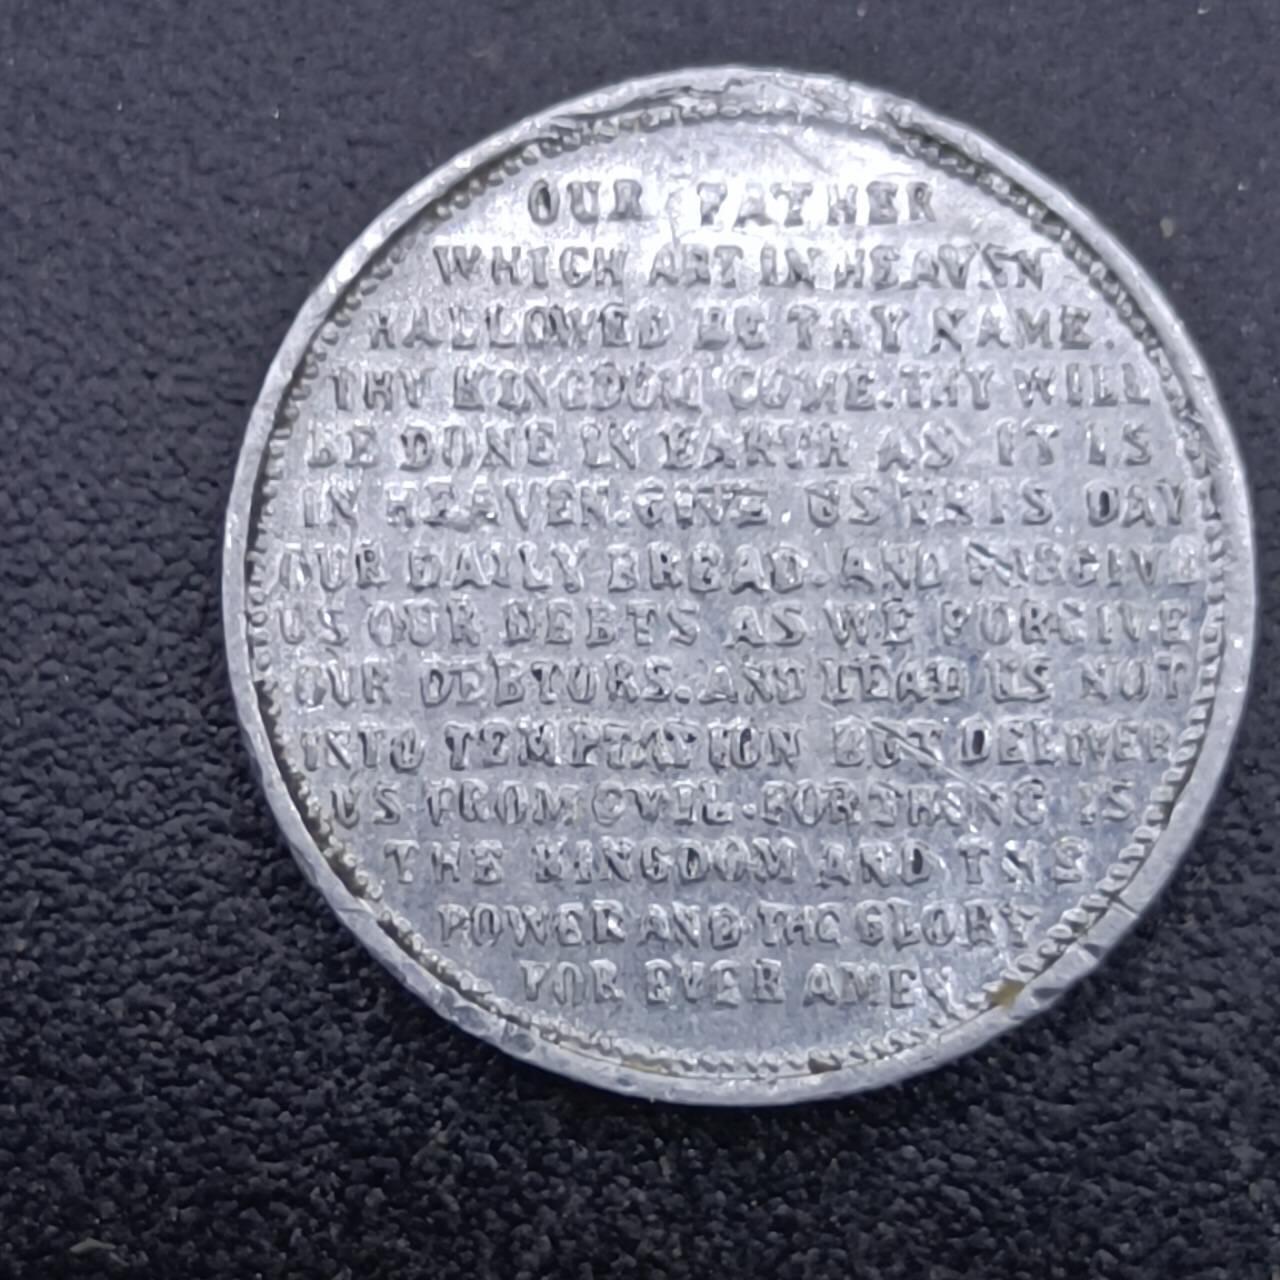 OUR FATHER
WHICH ART IN HEAVEN
HALLOWED BE THY NAME.
THY KINGDOM COME. THY WILL
BE DONE IN EARTH AS IT IS
IN HEAVEN. GIVE US THIS DAY
OUR DAILY BREAD. AND FORGIVE
US OUR DEBTS AS WE FORGIVE
OUR DEBTORS. AND LEAD US NOT
INTO TEMPTATION BUT DELIVER
US FROM EVIL. FOR THINE IS
THE KINGDOM AND THE
POWER AND THE GLORY
FOR EVER AMEN.